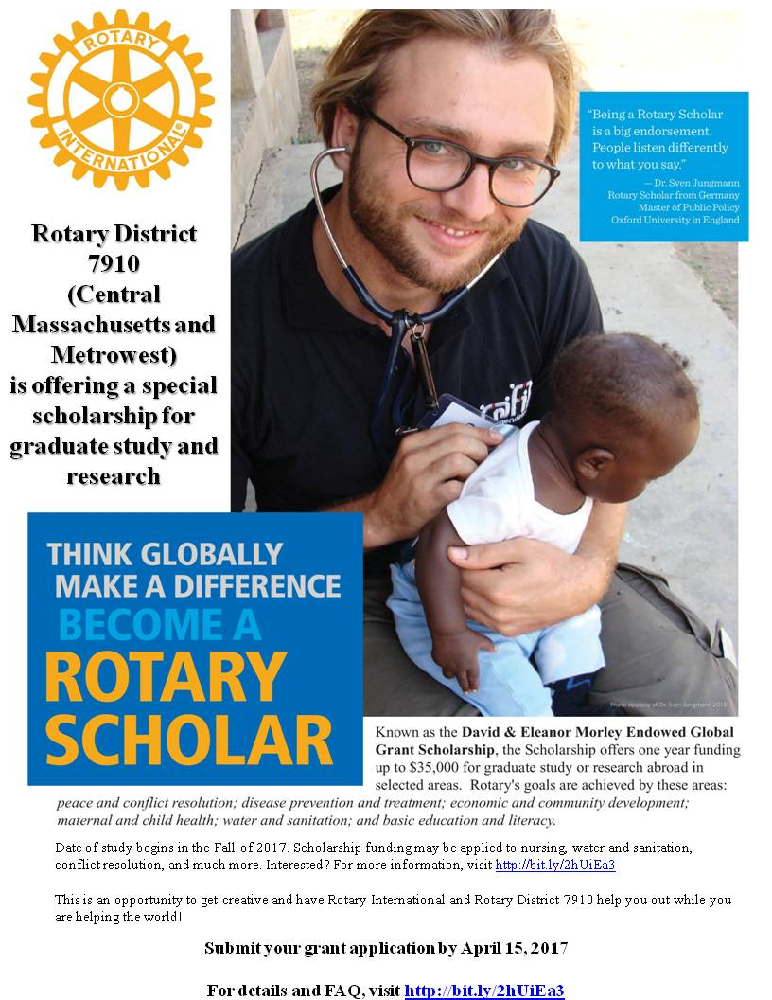 ROTARY
INTERNATIONAL®
Rotary District
7910
(Central
Massachusetts and
Metrowest)
is offering a special
scholarship for
graduate study and
research
“Being a Rotary Scholar
is a big endorsement.
People listen differently
to what you say.”
— Dr. Sven Jungmann
Rotary Scholar from Germany
Master of Public Policy
Oxford University in England
THINK GLOBALLY
MAKE A DIFFERENCE
BECOME A
ROTARY
SCHOLAR
Photo courtesy of Dr. Sven Jungmann 2015
Known as the David & Eleanor Morley Endowed Global
Grant Scholarship, the Scholarship offers one year funding
up to $35,000 for graduate study or research abroad in
selected areas.  Rotary's goals are achieved by these areas:
peace and conflict resolution; disease prevention and treatment; economic and community development;
maternal and child health; water and sanitation; and basic education and literacy.
Date of study begins in the Fall of 2017. Scholarship funding may be applied to nursing, water and sanitation,
conflict resolution, and much more. Interested? For more information, visit http://bit.ly/2hUiEa3
This is an opportunity to get creative and have Rotary International and Rotary District 7910 help you out while you
are helping the world!
Submit your grant application by April 15, 2017
For details and FAQ, visit http://bit.ly/2hUiEa3